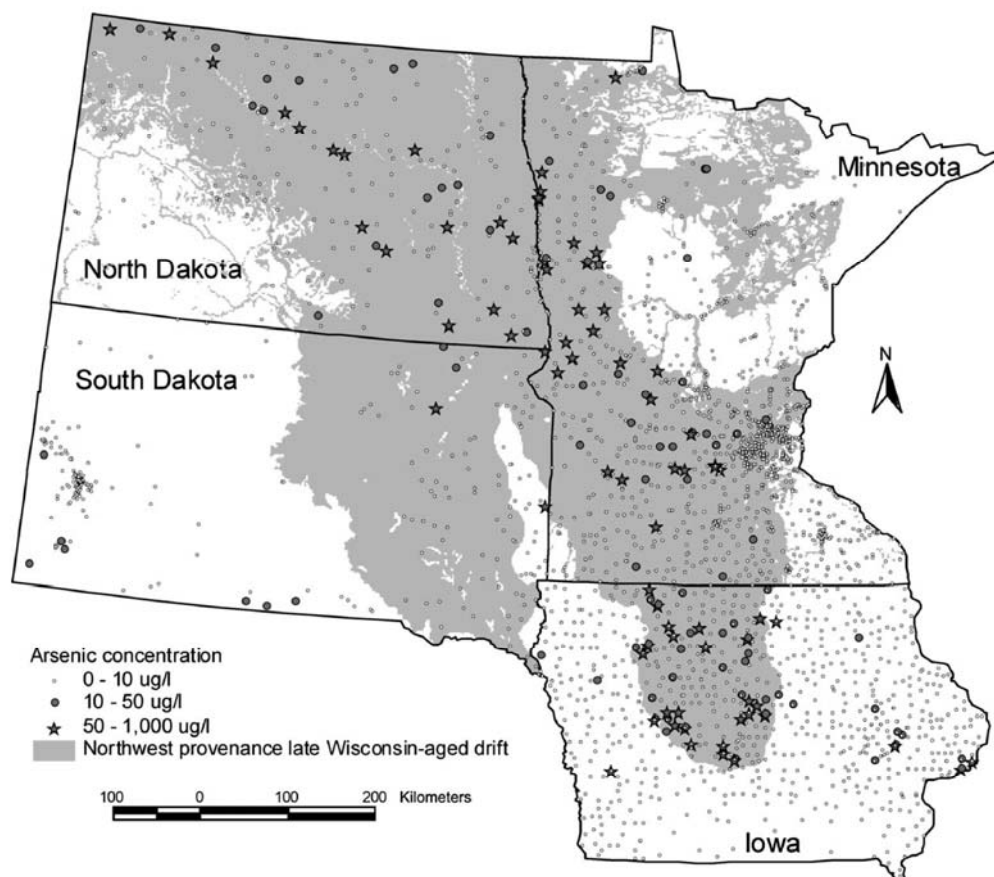 Minnesota
North Dakota
N
South Dakota
Arsenic concentration
0 - 10 ug/l
10 - 50 ug/l
50 - 1,000 ug/l
Northwest provenance late Wisconsin-aged drift
100 0 100 200 Kilometers
Iowa